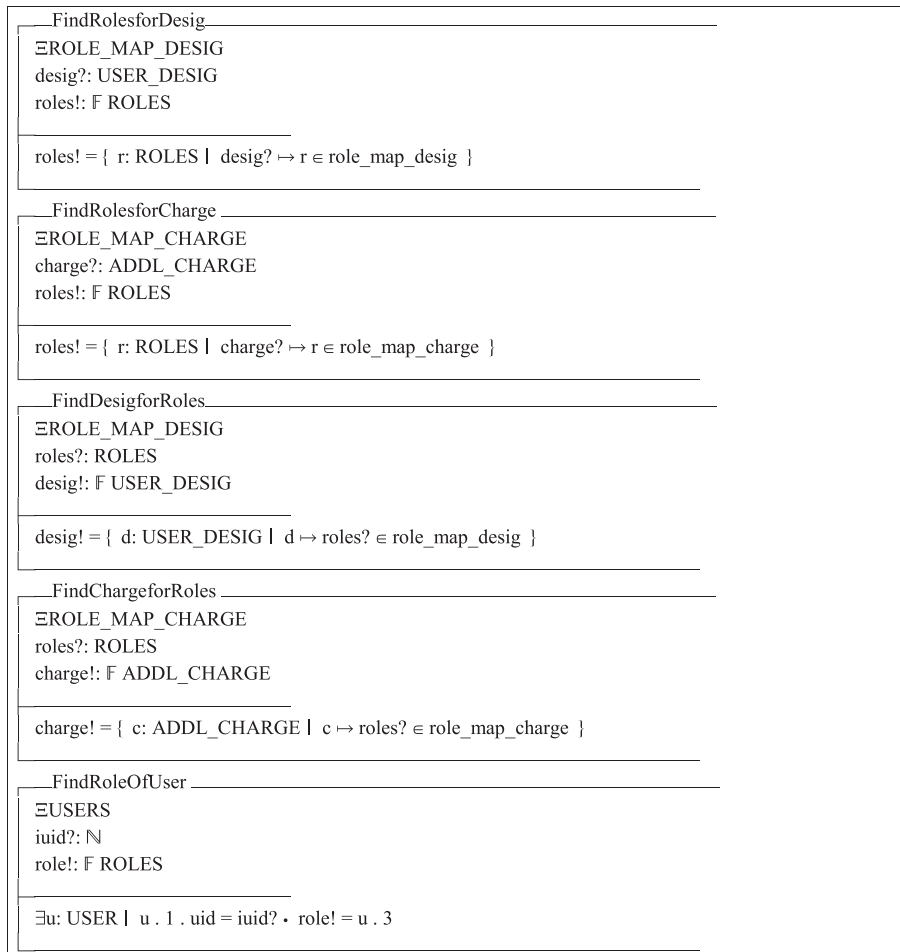 FindRolesforDesig
ΞROLE_MAP_DESIG
desig?: USER_DESIG
roles!: 𝔽 ROLES
roles! = { r: ROLES | desig? ↦ r ∈ role_map_desig }
FindRolesforCharge
ΞROLE_MAP_CHARGE
charge?: ADDL_CHARGE
roles!: 𝔽 ROLES
roles! = { r: ROLES | charge? ↦ r ∈ role_map_charge }
FindDesigforRoles
ΞROLE_MAP_DESIG
roles?: ROLES
desig!: 𝔽 USER_DESIG
desig! = { d: USER_DESIG | d ↦ roles? ∈ role_map_desig }
FindChargeforRoles
ΞROLE_MAP_CHARGE
roles?: ROLES
charge!: 𝔽 ADDL_CHARGE
charge! = { c: ADDL_CHARGE | c ↦ roles? ∈ role_map_charge }
FindRoleOfUser
ΞUSERS
iuid?: ℕ
role!: 𝔽 ROLES
∃u: USER | u . 1 . uid = iuid? • role! = u . 3